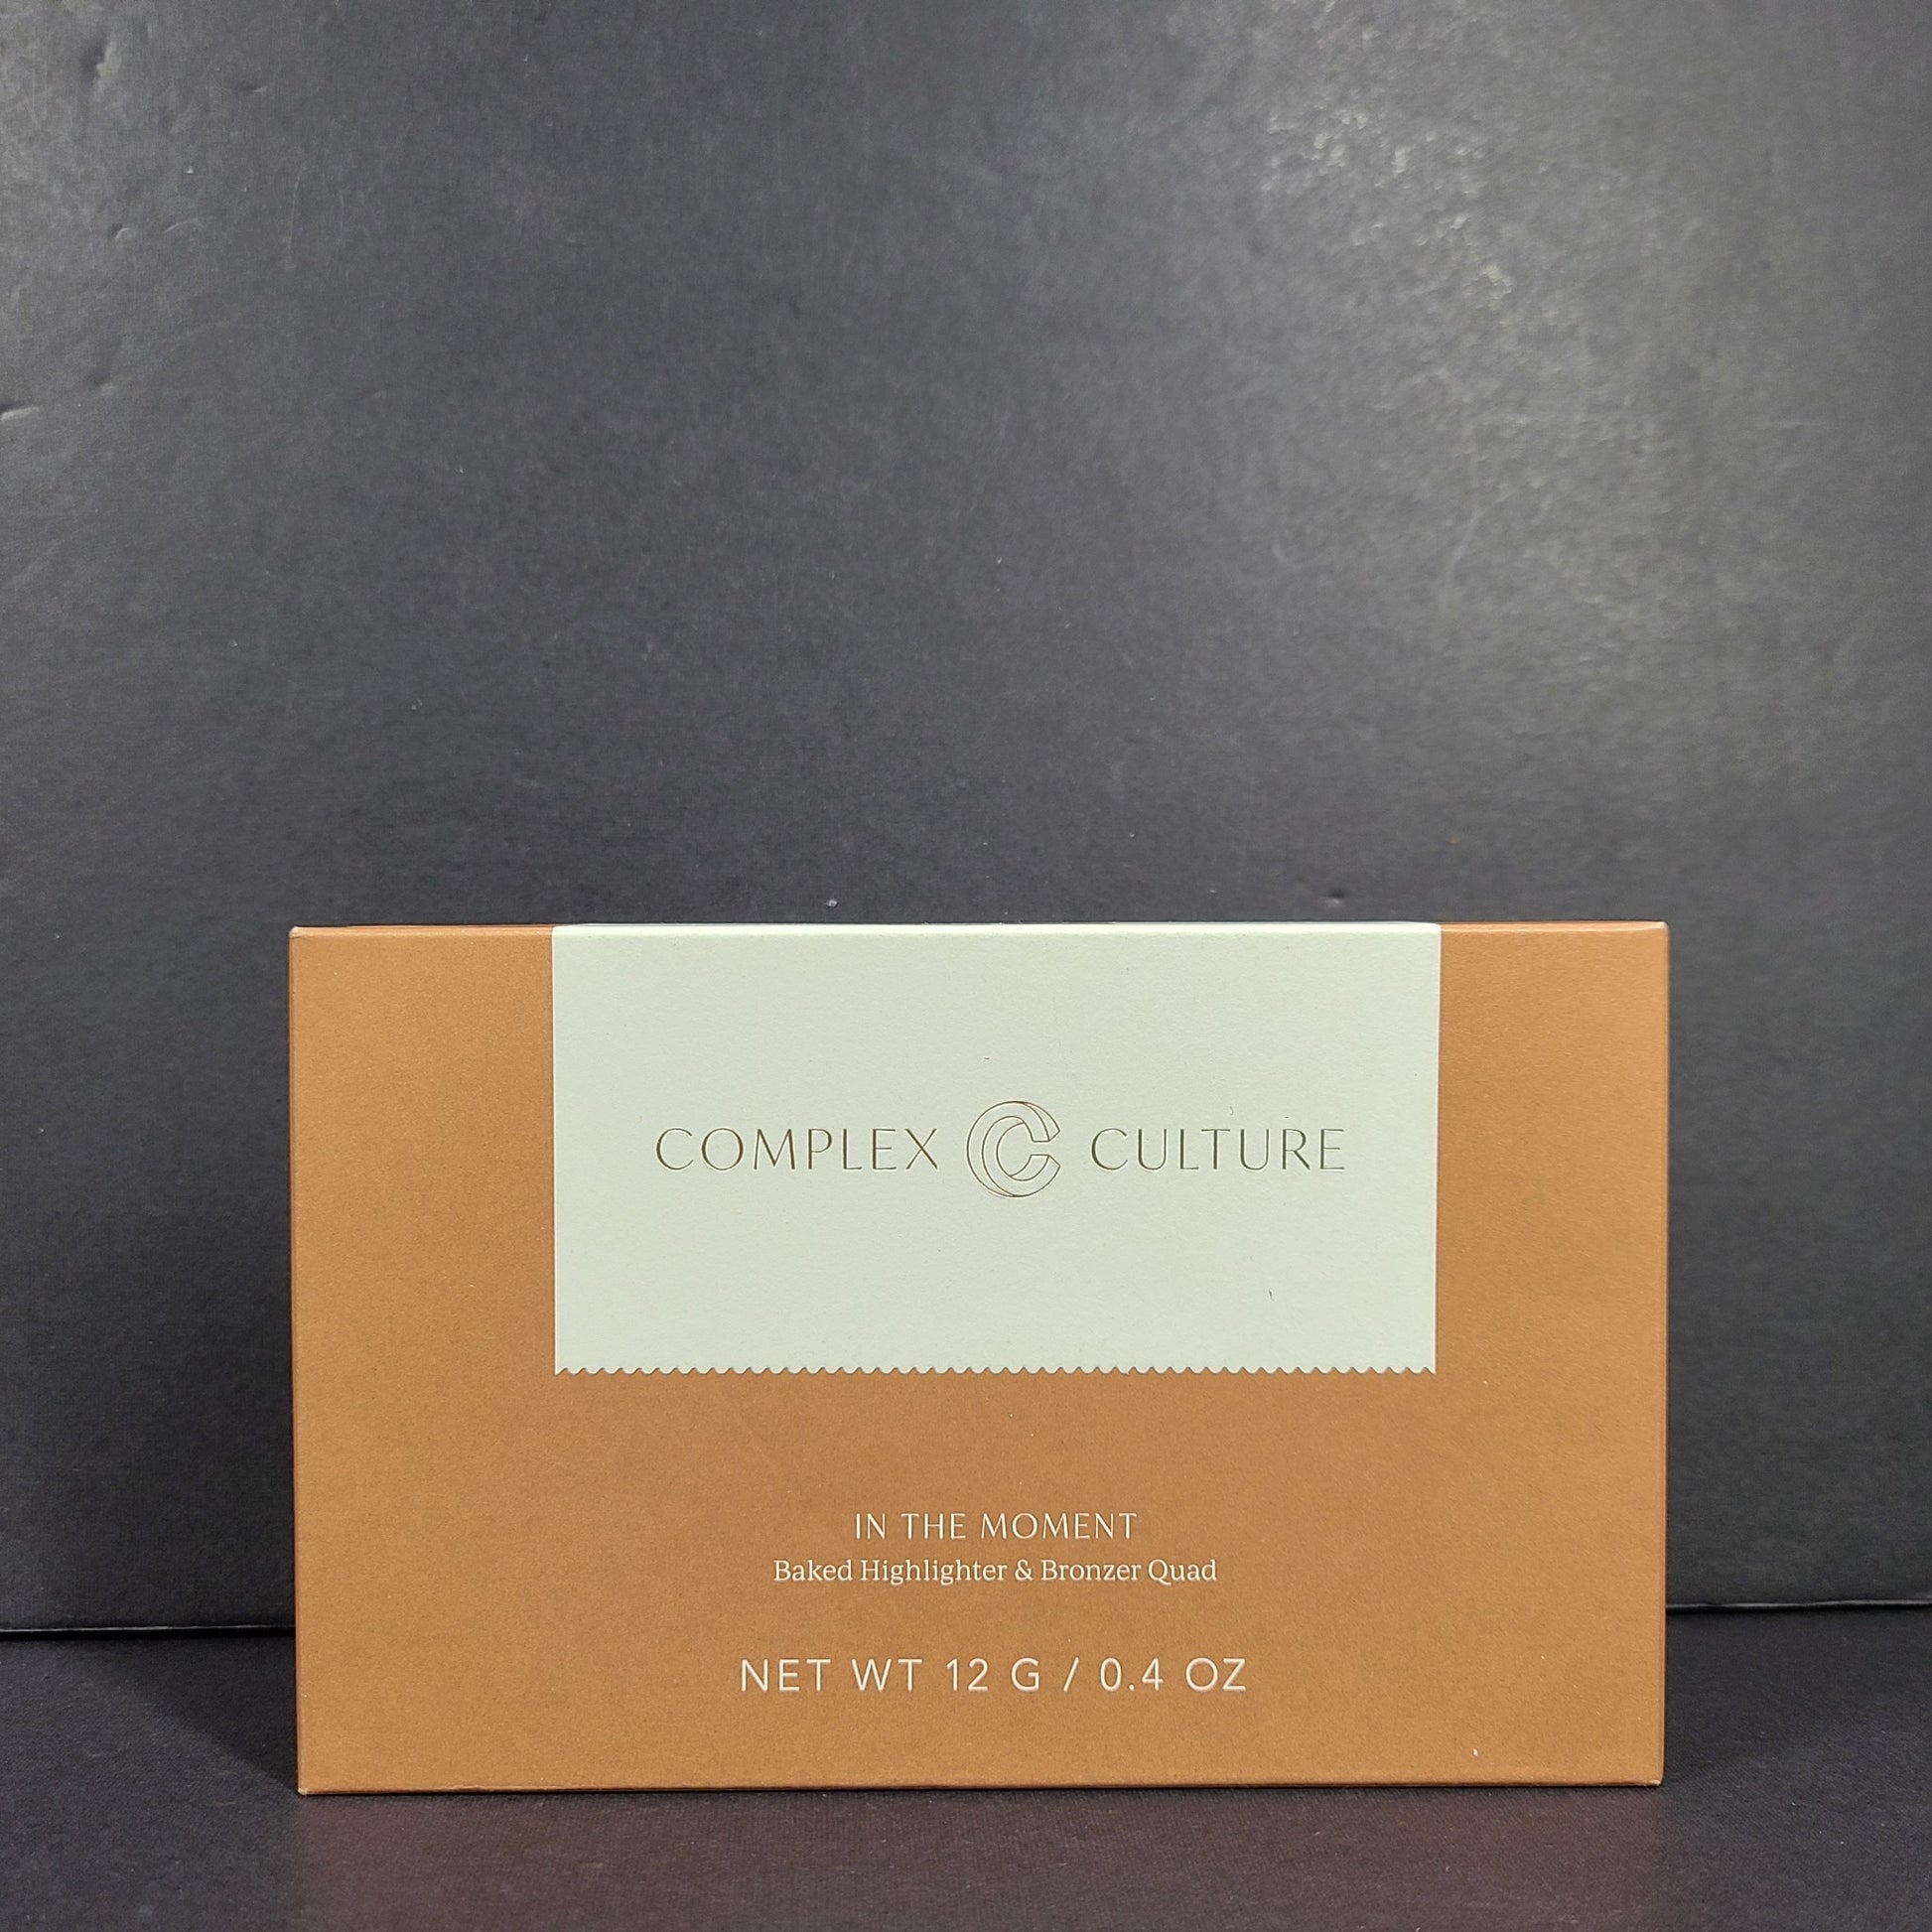 COMPLEX CULTURE
IN THE MOMENT
Baked Highlighter & Bronzer Quad
NET WT 12 G / 0.4 OZ